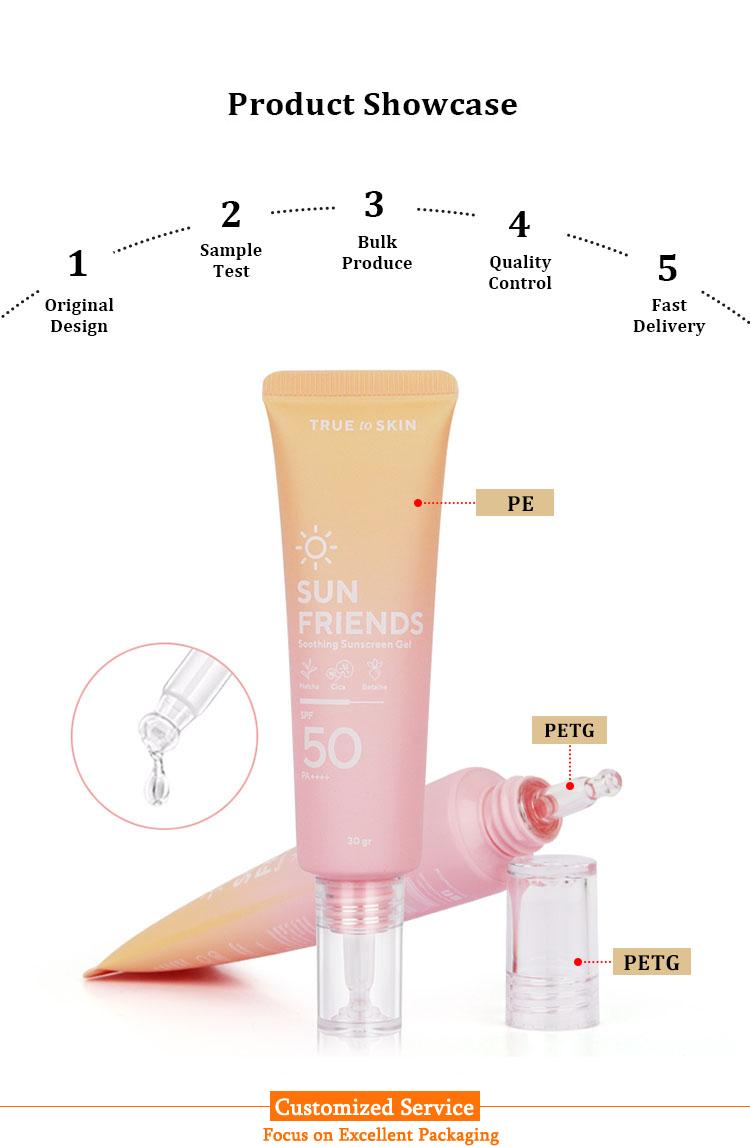 Product Showcase
1
Original
Design
2
Sample
Test
3
Bulk
Produce
4
Quality
Control
5
Fast
Delivery
TRUE to SKIN
PE
SUN
FRIENDS
Soothing Sunscreen Gel
Matcha Cica Betaine
SPF
50
PA++++
30 gr
PETG
PETG
Customized Service
Focus on Excellent Packaging